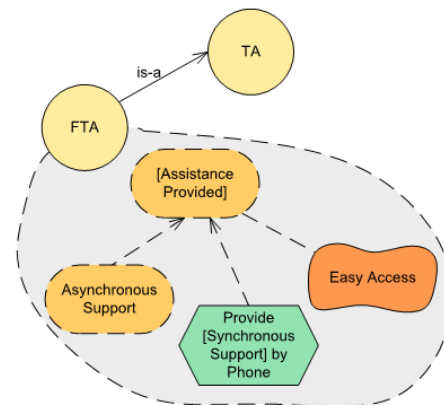 TA
is-a
FTA
[Assistance
Provided]
Easy Access
Asynchronous
Support
Provide
[Synchronous
Support] by
Phone